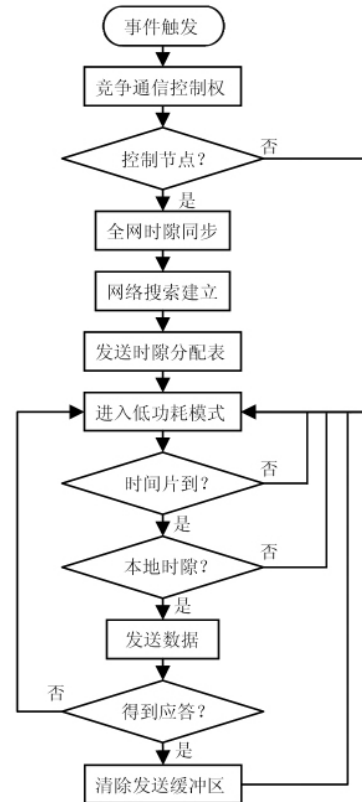 事件触发
竞争通信控制权
控制节点？
否
是
全网时隙同步
网络搜索建立
发送时隙分配表
进入低功耗模式
时间片到？
否
是
本地时隙？
否
是
发送数据
否
得到应答？
是
清除发送缓冲区